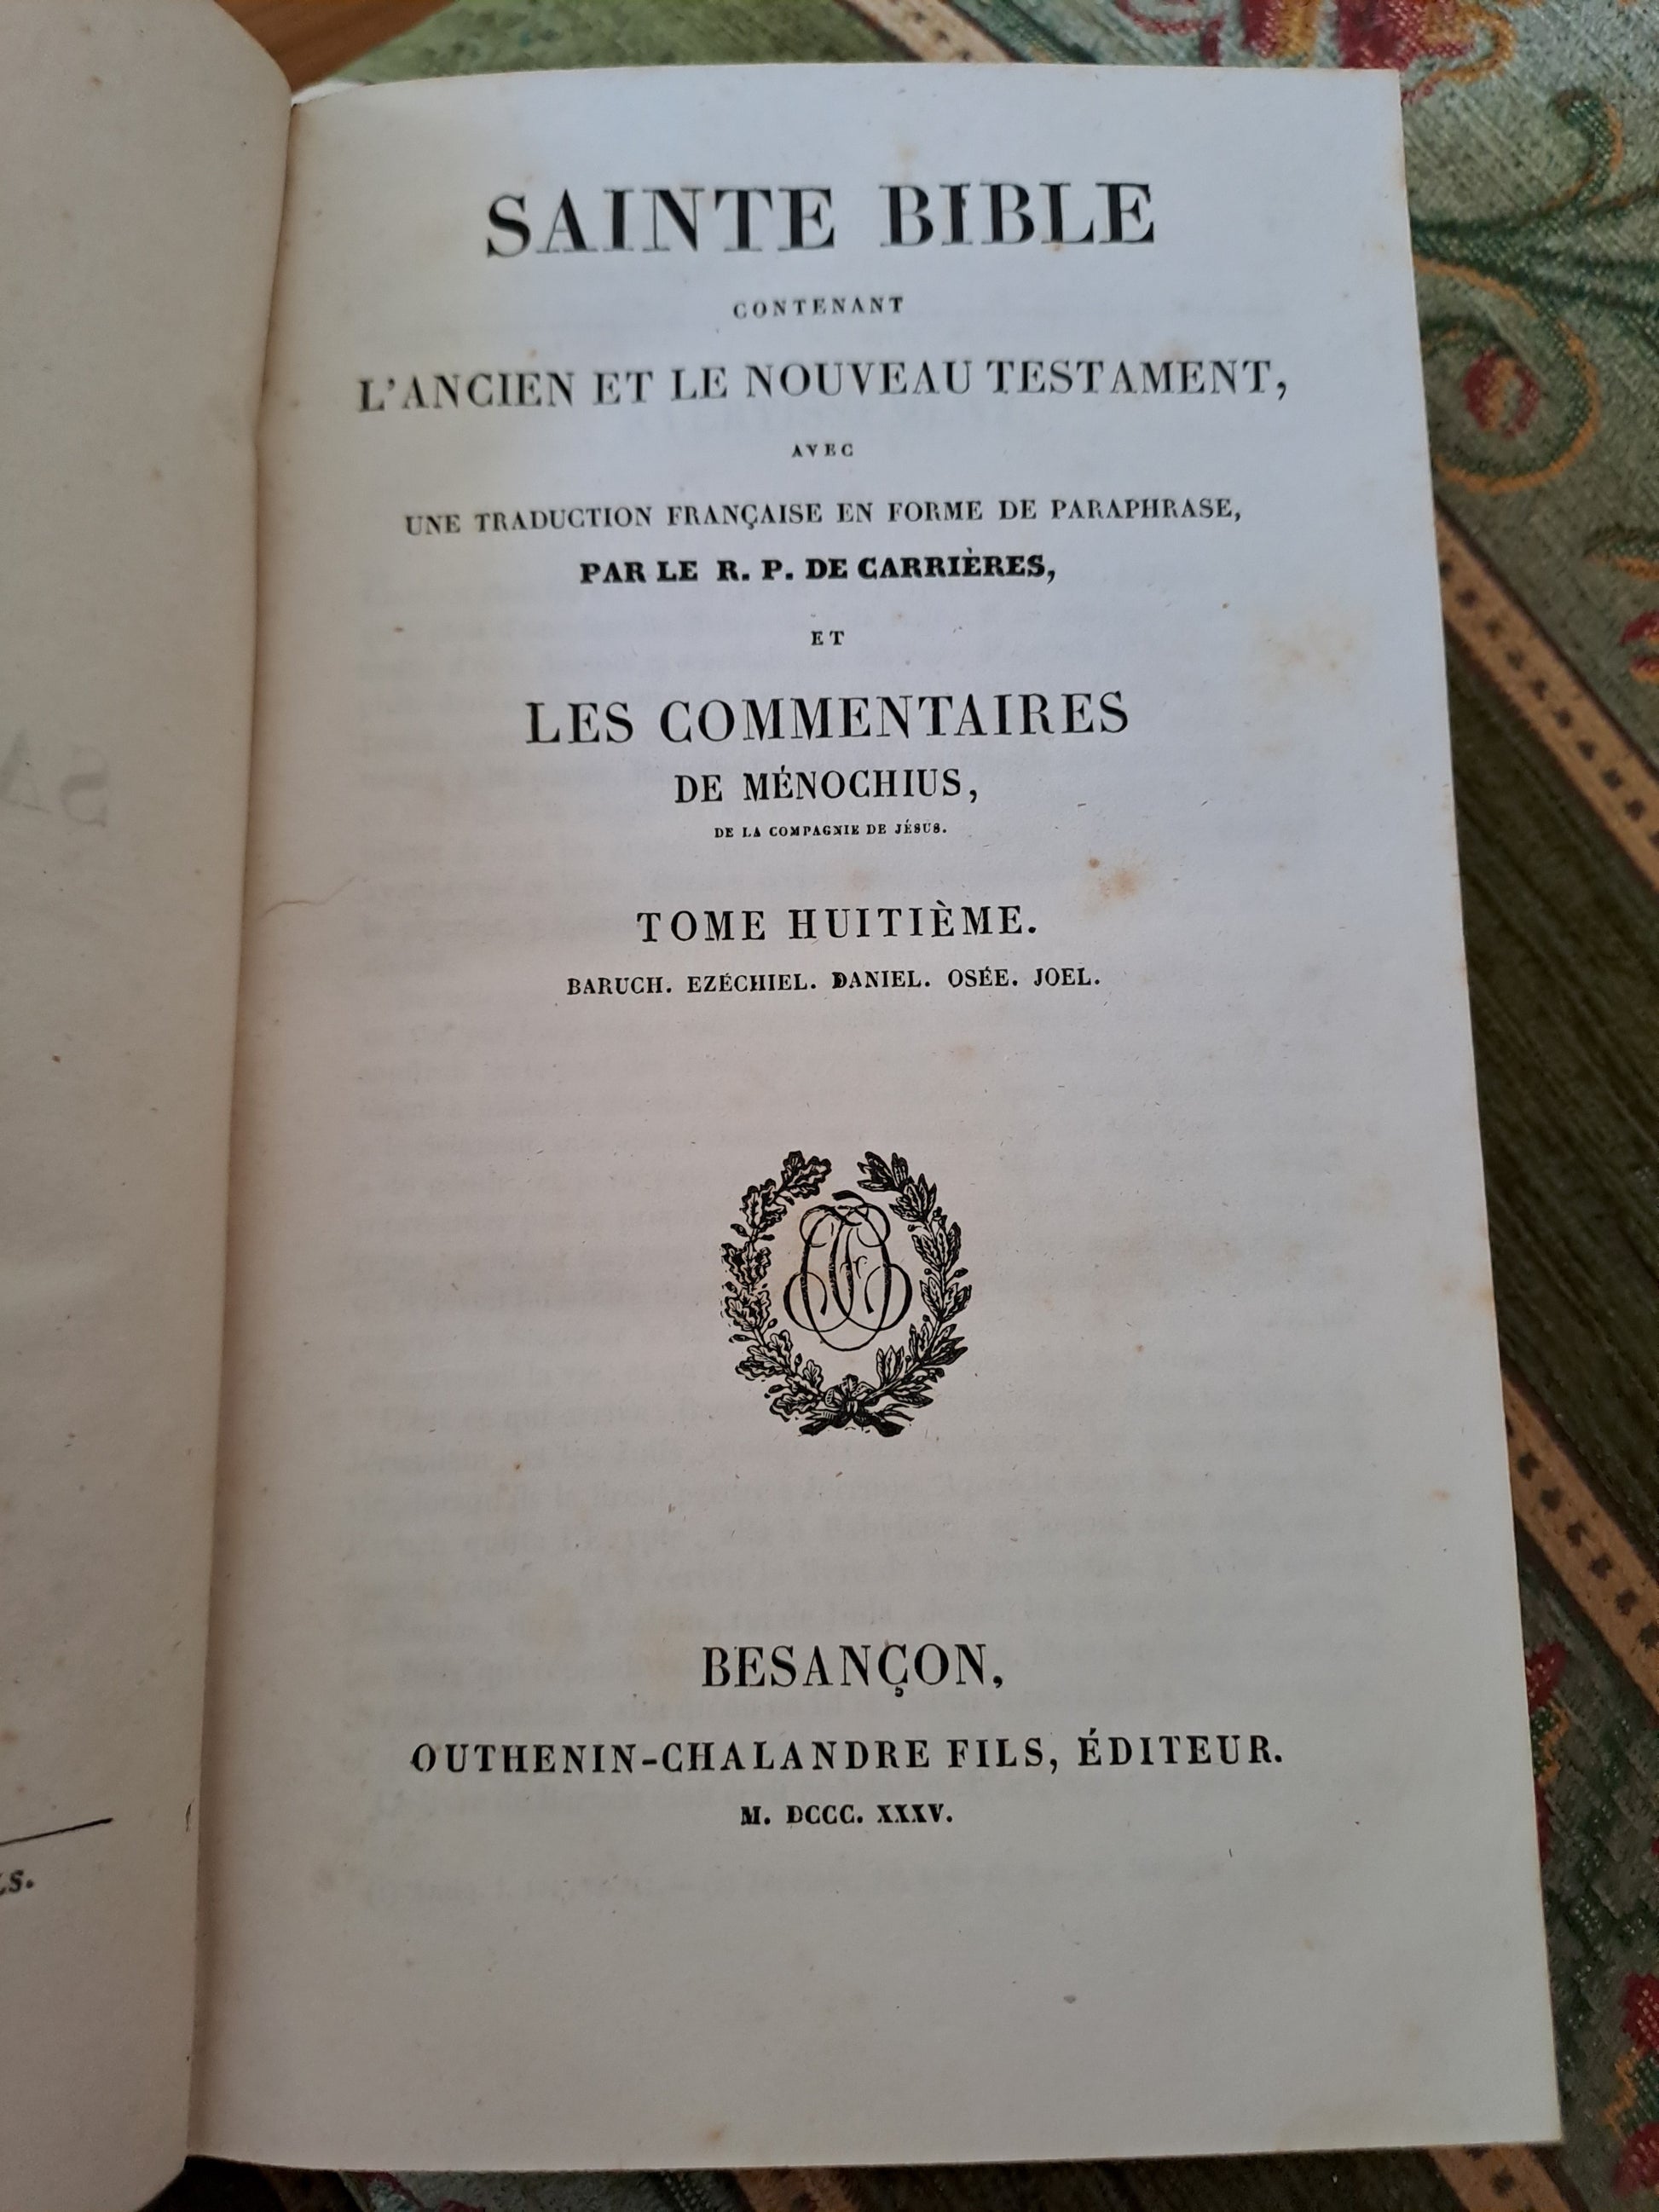 SAINTE BIBLE
CONTENANT
L'ANCIEN ET LE NOUVEAU TESTAMENT,
AVEC
UNE TRADUCTION FRANÇAISE EN FORME DE PARAPHRASE,
PAR LE R. P. DE CARRIÈRES,
ET
LES COMMENTAIRES
DE MÉNOCHIUS,
DE LA COMPAGNIE DE JÉSUS.
TOME HUITIÈME.
BARUCH. EZÉCHIEL. DANIEL. OSÉE. JOEL.
BESANÇON,
OUTHENIN-CHALANDRE FILS, ÉDITEUR.
M. DCCC. XXXV.